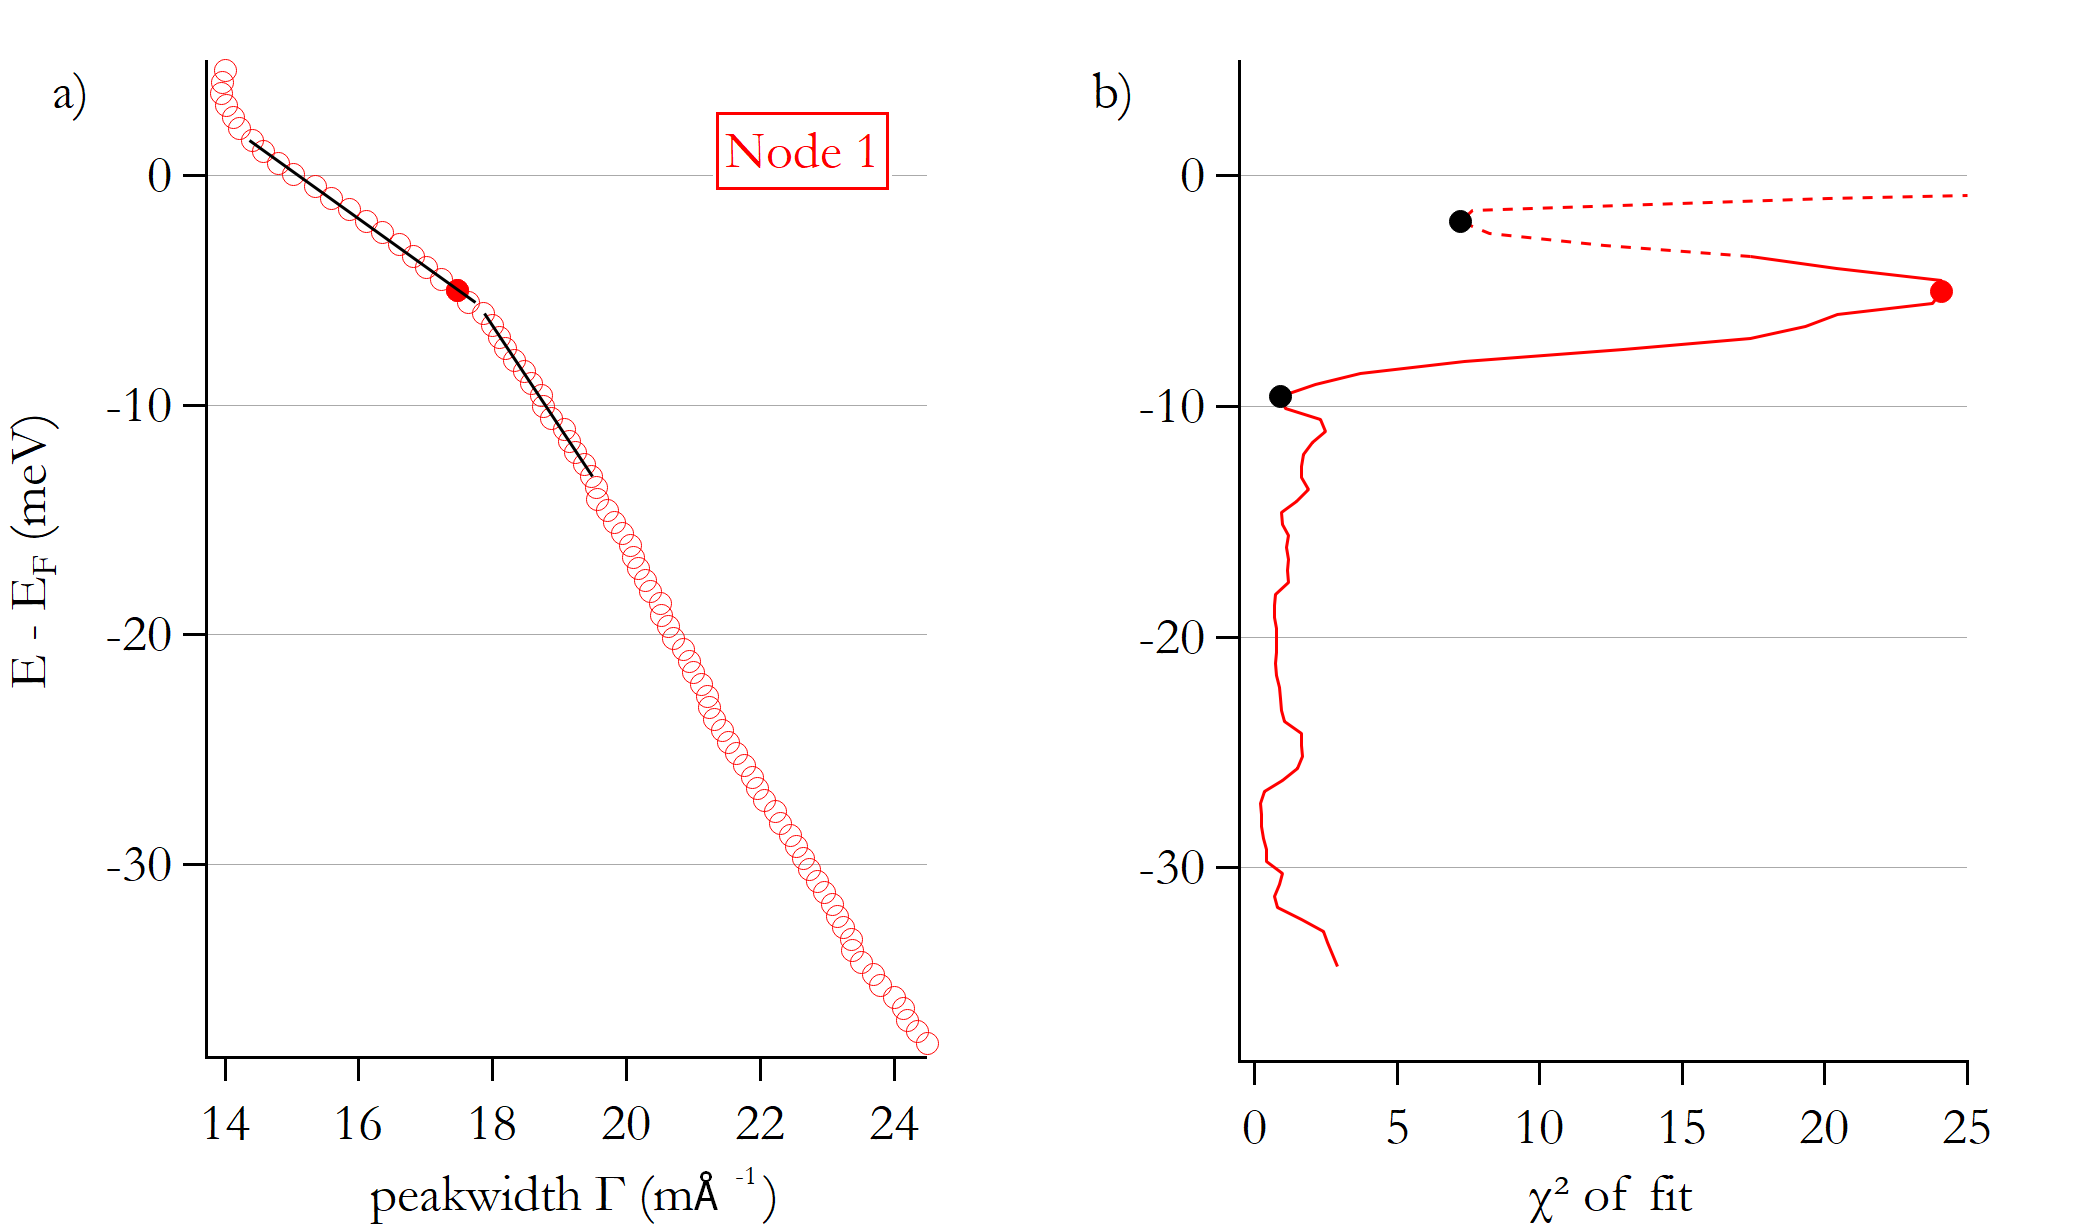 a)
Node 1
0
-10
-20
-30
E - E_F (meV)
14 16 18 20 22 24
peakwidth Γ (mÅ ⁻¹)
b)
0
-10
-20
-30
0 5 10 15 20 25
χ² of fit